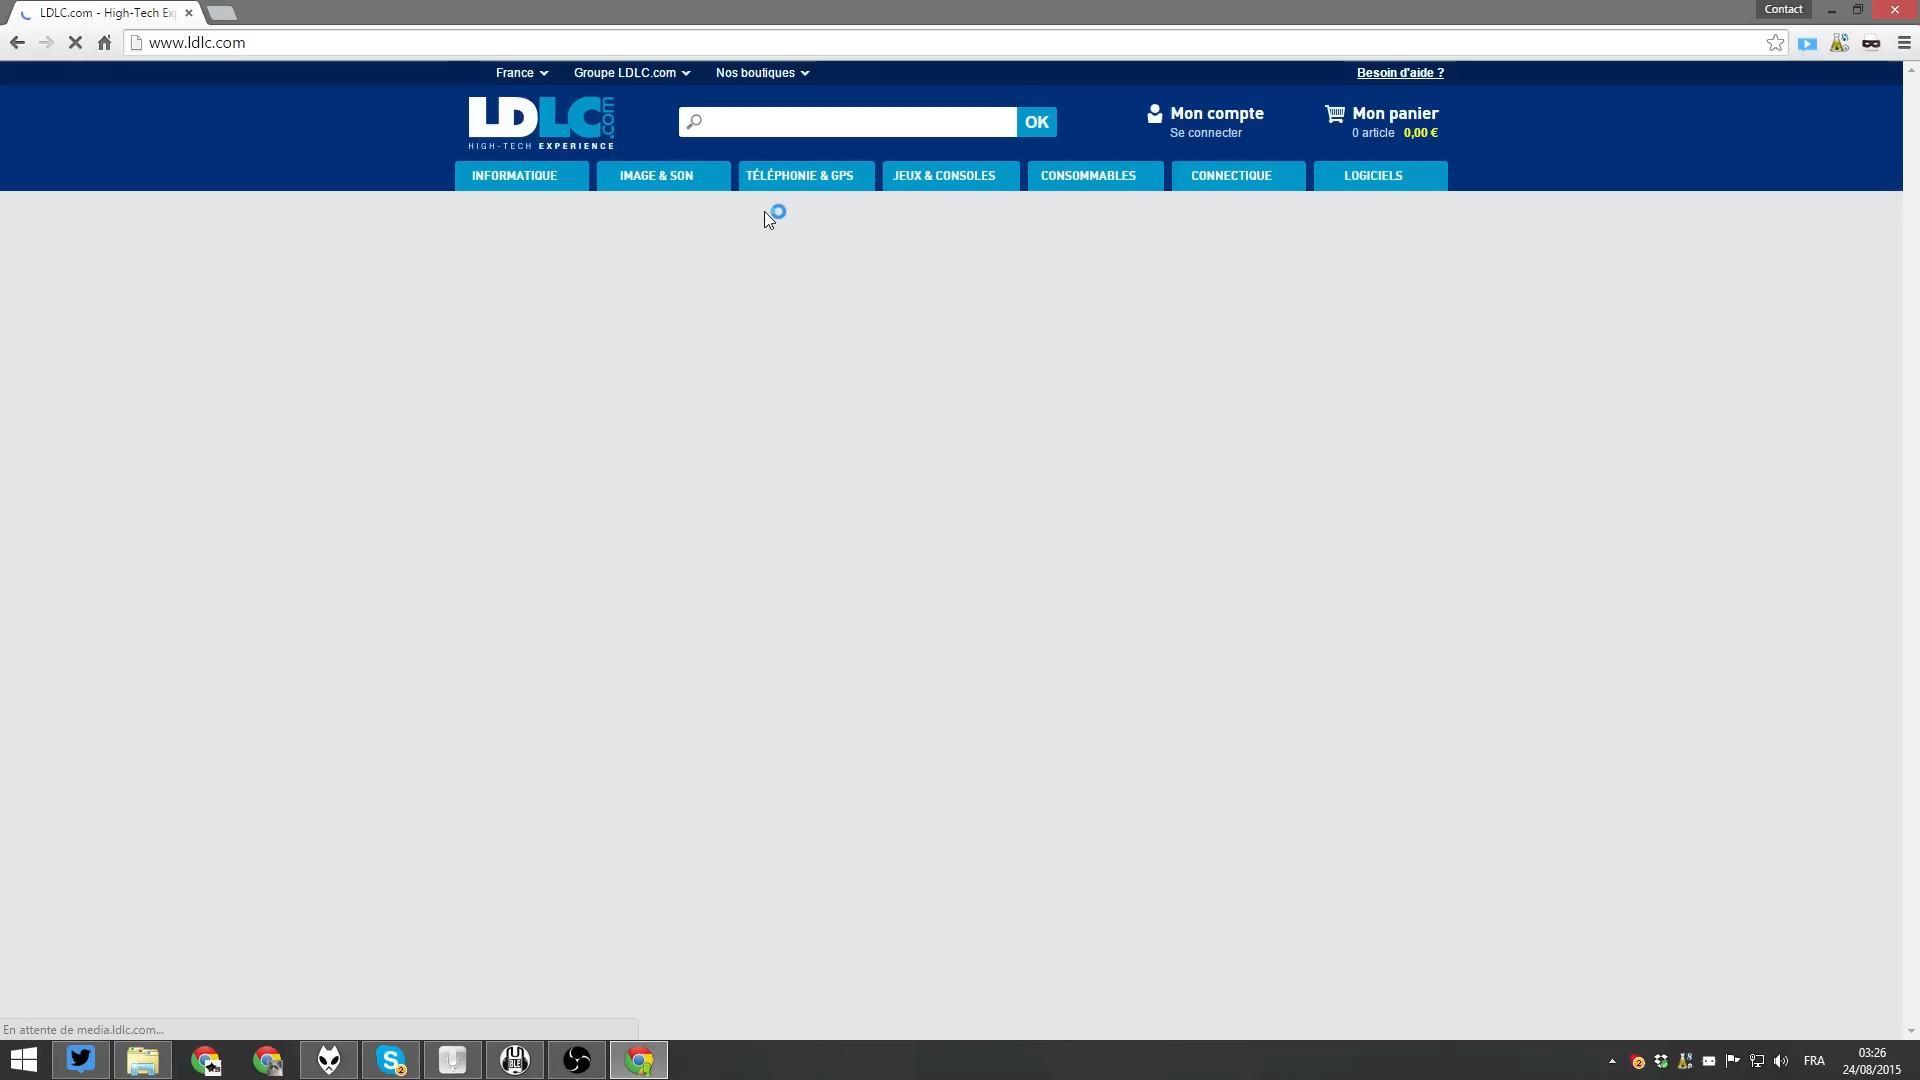 LDLC.com - High-Tech Ex
Contact
www.ldlc.com
France
Groupe LDLC.com
Nos boutiques
Besoin d'aide ?
LDLC.com
HIGH-TECH EXPERIENCE
OK
Mon compte
Se connecter
Mon panier
0 article 0,00 €
INFORMATIQUE
IMAGE & SON
TÉLÉPHONIE & GPS
JEUX & CONSOLES
CONSOMMABLES
CONNECTIQUE
LOGICIELS
En attente de media.ldlc.com...
FRA
03:26
24/08/2015